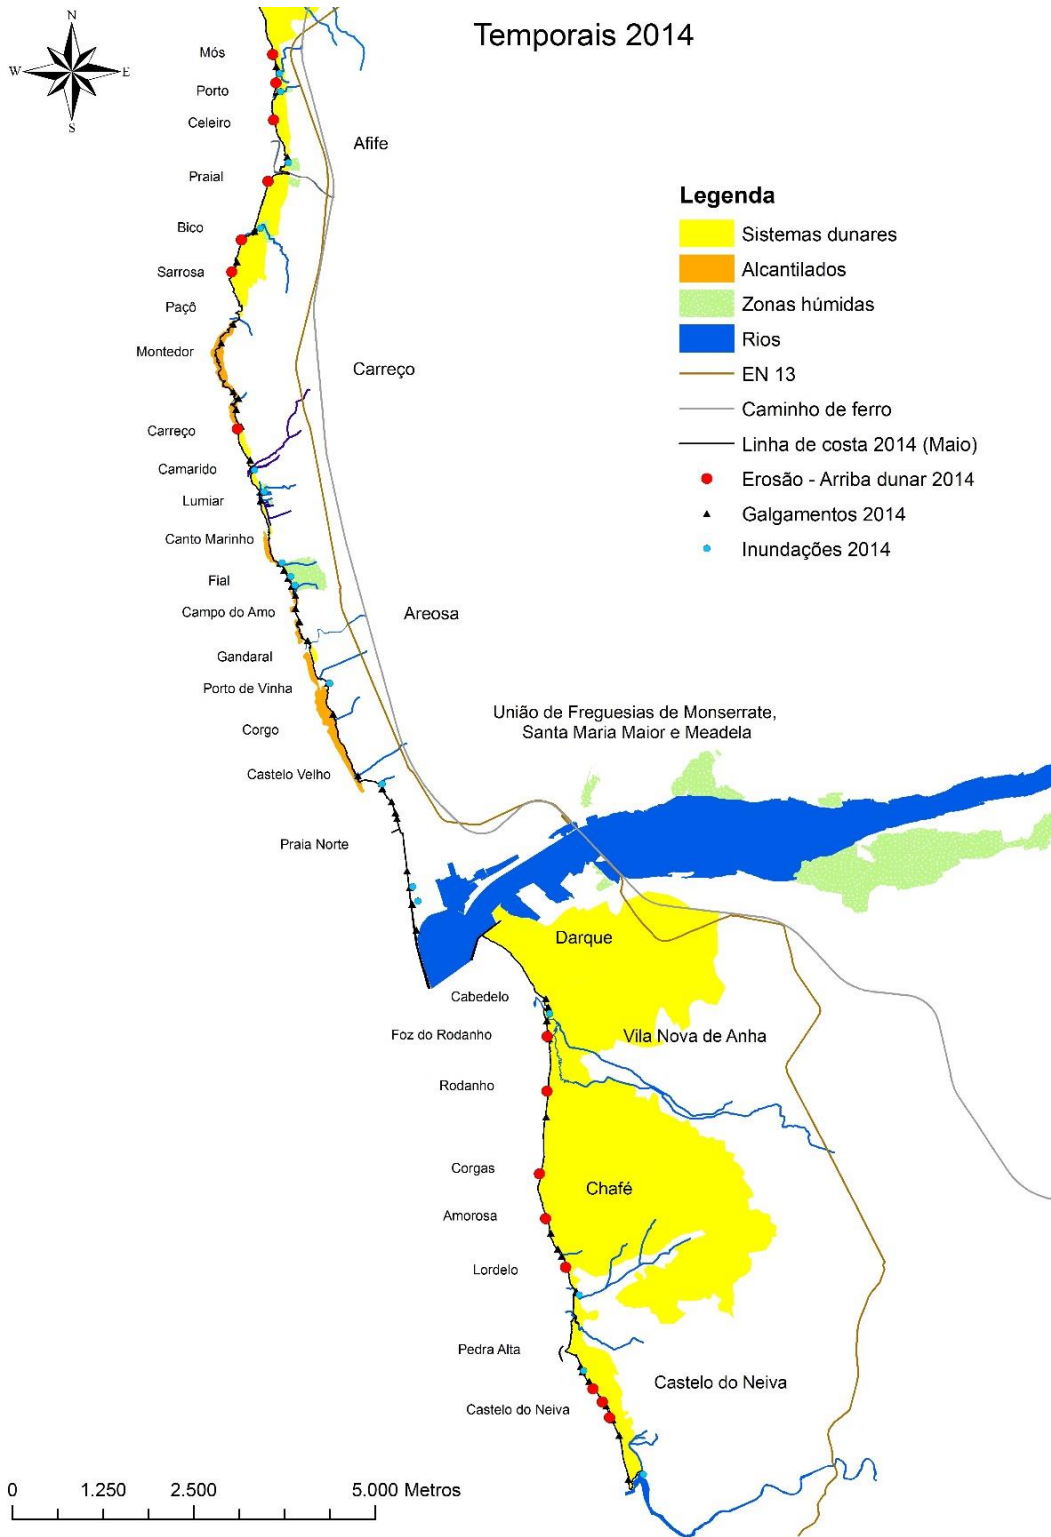 Temporais 2014
N
W
E
S
Mós
Porto
Celeiro
Afife
Praial
Bico
Sarrosa
Paçô
Montedor
Carreço
Carreço
Camarido
Lumiar
Canto Marinho
Fial
Campo do Amo
Areosa
Gandaral
Porto de Vinha
Corgo
Castelo Velho
Praia Norte
Legenda
Sistemas dunares
Alcantilados
Zonas húmidas
Rios
EN 13
Caminho de ferro
Linha de costa 2014 (Maio)
Erosão - Arriba dunar 2014
Galgamentos 2014
Inundações 2014
União de Freguesias de Monserrate,
Santa Maria Maior e Meadela
Darque
Cabedelo
Foz do Rodanho
Vila Nova de Anha
Rodanho
Corgas
Chafé
Amorosa
Lordelo
Pedra Alta
Castelo do Neiva
Castelo do Neiva
0 1.250 2.500 5.000 Metros